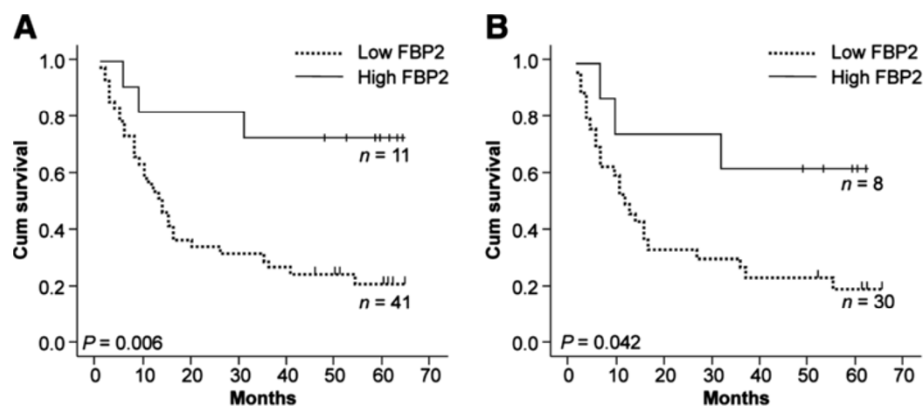 A
Cum survival
1.0
0.8
0.6
0.4
0.2
0.0
Low FBP2
High FBP2
n = 11
n = 41
P = 0.006
0 10 30 30 40 50 60 70
Months
B
Cum survival
1.0
0.8
0.6
0.4
0.2
0.0
Low FBP2
High FBP2
n = 8
n = 30
P = 0.042
0 10 20 30 40 50 60 70
Months